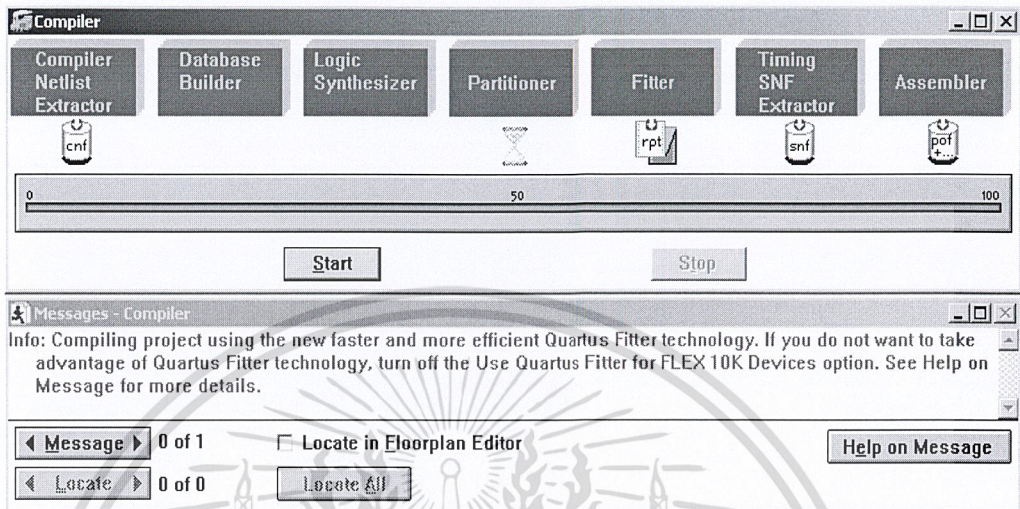 Compiler
Compiler
Netlist
Extractor
Database
Builder
Logic
Synthesizer
Partitioner
Fitter
Timing
SNF
Extractor
Assembler
cnf
rpt
snf
pof
+...
0 50 100
Start Stop
Messages - Compiler
Info: Compiling project using the new faster and more efficient Quartus Fitter technology. If you do not want to take
advantage of Quartus Fitter technology, turn off the Use Quartus Fitter for FLEX 10K Devices option. See Help on
Message for more details.
Message 0 of 1 Locate in Floorplan Editor Help on Message
Locate 0 of 0 Locate All